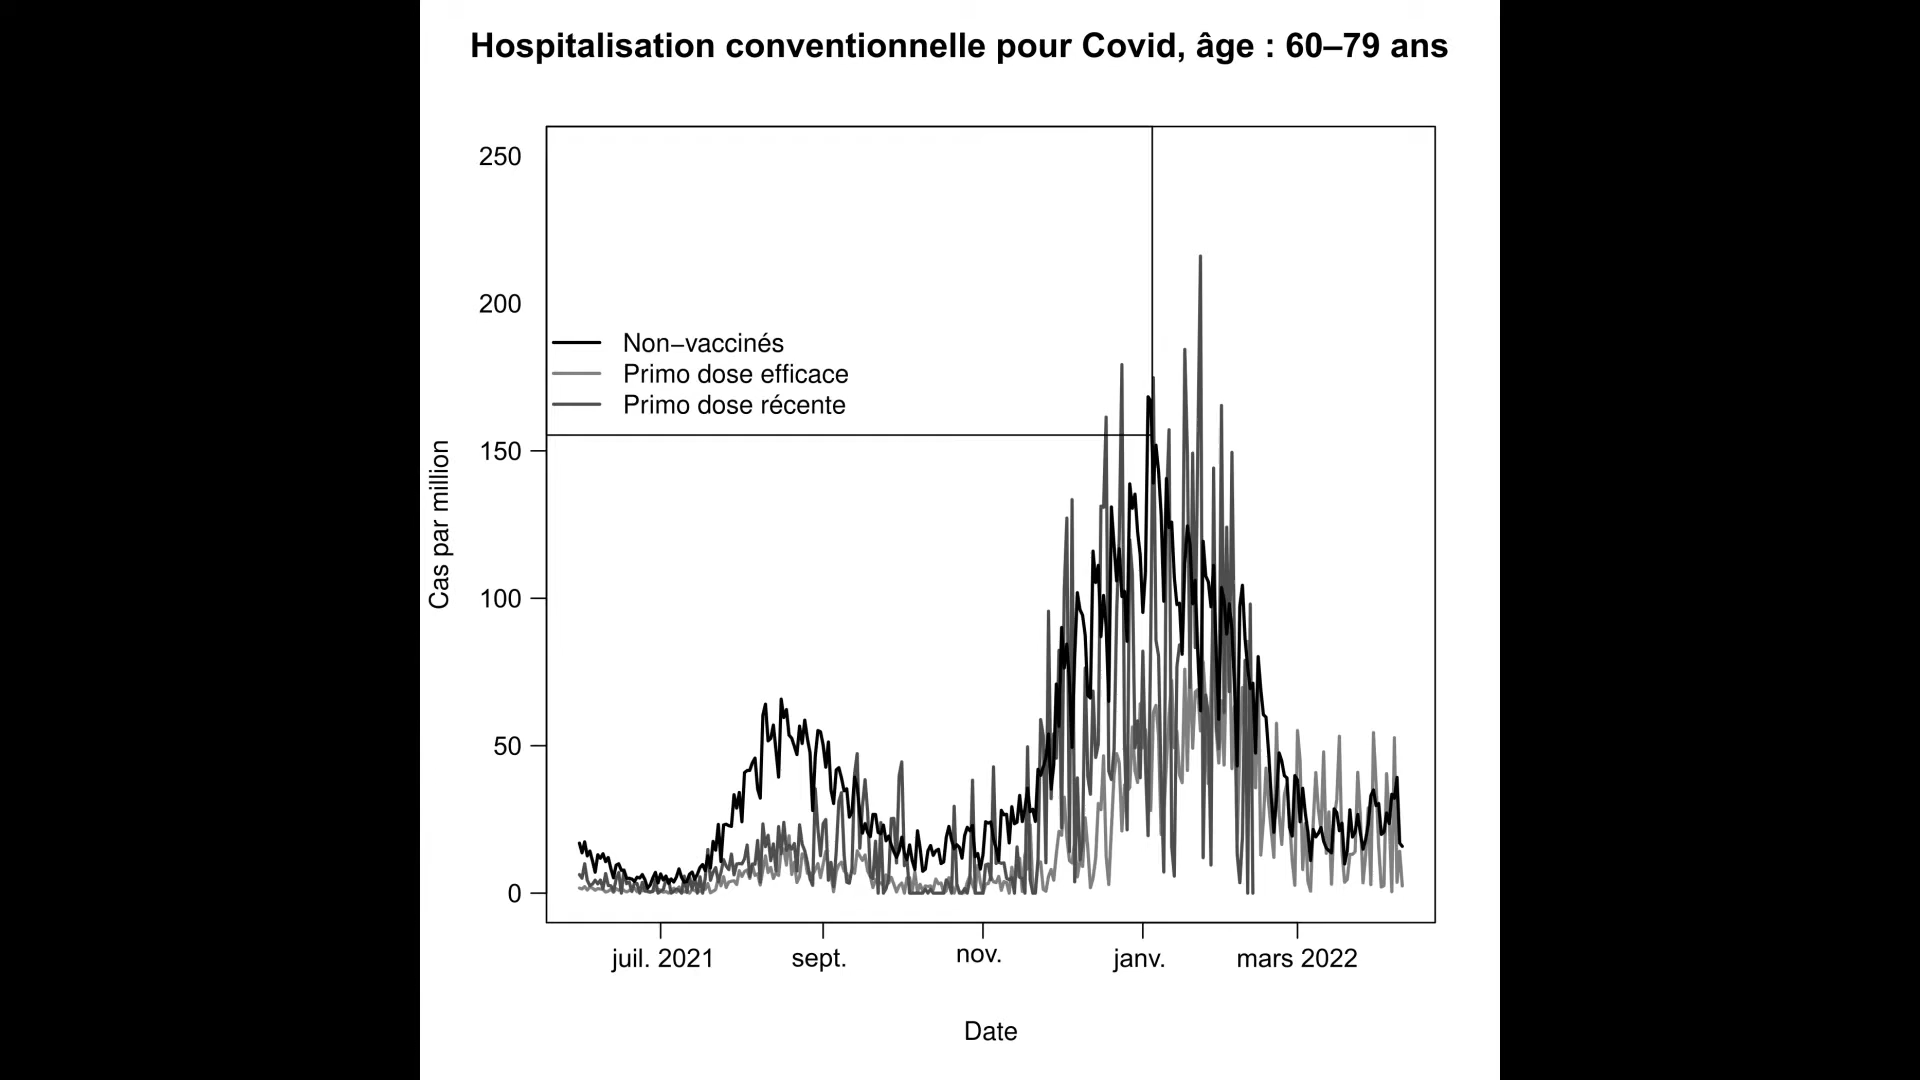 Hospitalisation conventionnelle pour Covid, âge : 60–79 ans
250
200
Non−vaccinés
Primo dose efficace
Primo dose récente
150
Cas par million
100
50
0
juil. 2021
sept.
nov.
janv.
mars 2022
Date